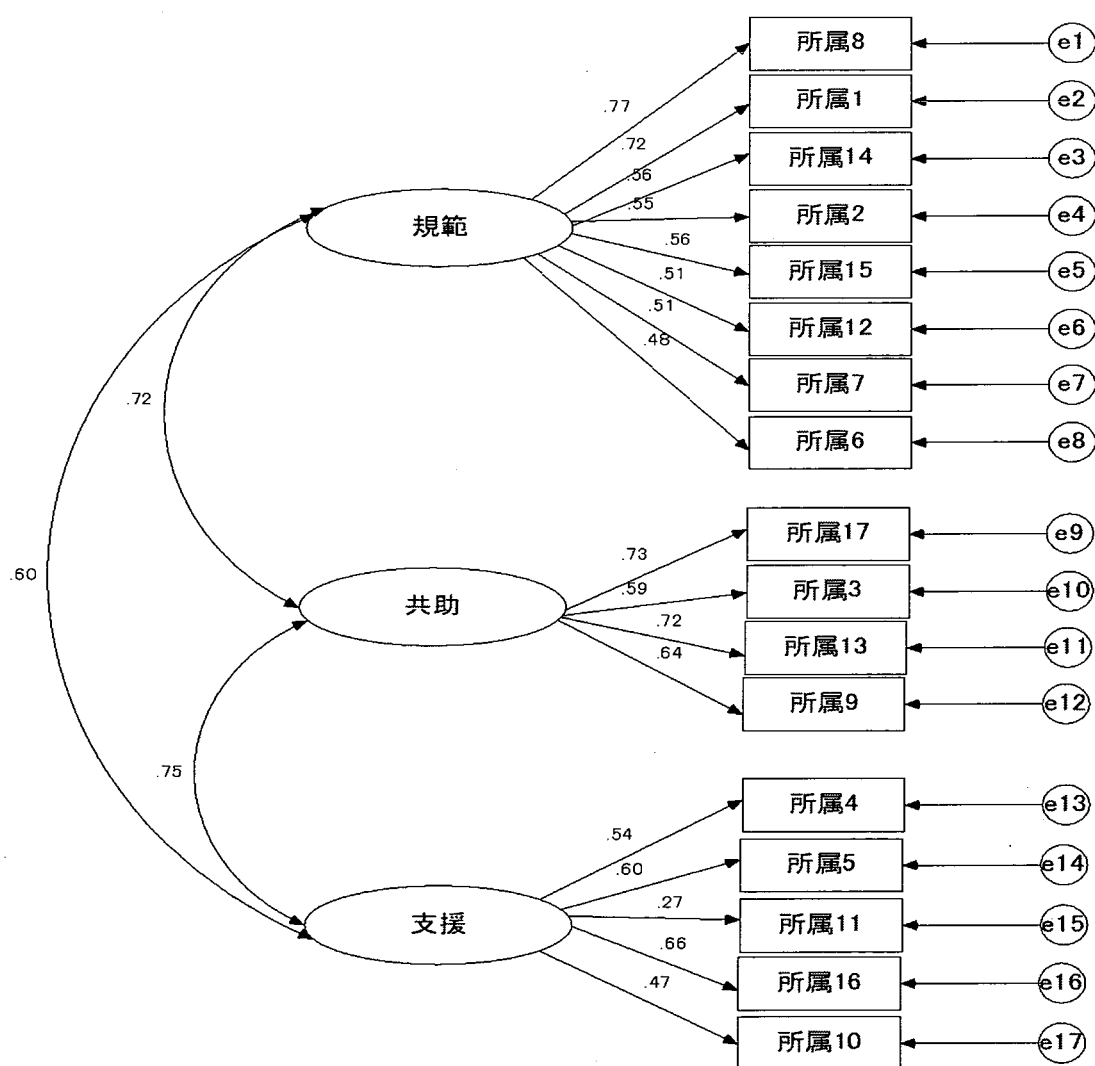 所属8
e1
.77
所属1
e2
.72
所属14
e3
.56
所属2
e4
.55
規範
所属15
e5
.56
所属12
e6
.51
所属7
e7
.51
所属6
e8
.48
.72
.60
所属17
e9
.73
共助
所属3
e10
.59
所属13
e11
.72
所属9
e12
.64
.75
所属4
e13
.54
所属5
e14
.60
支援
所属11
e15
.27
所属16
e16
.66
所属10
e17
.47